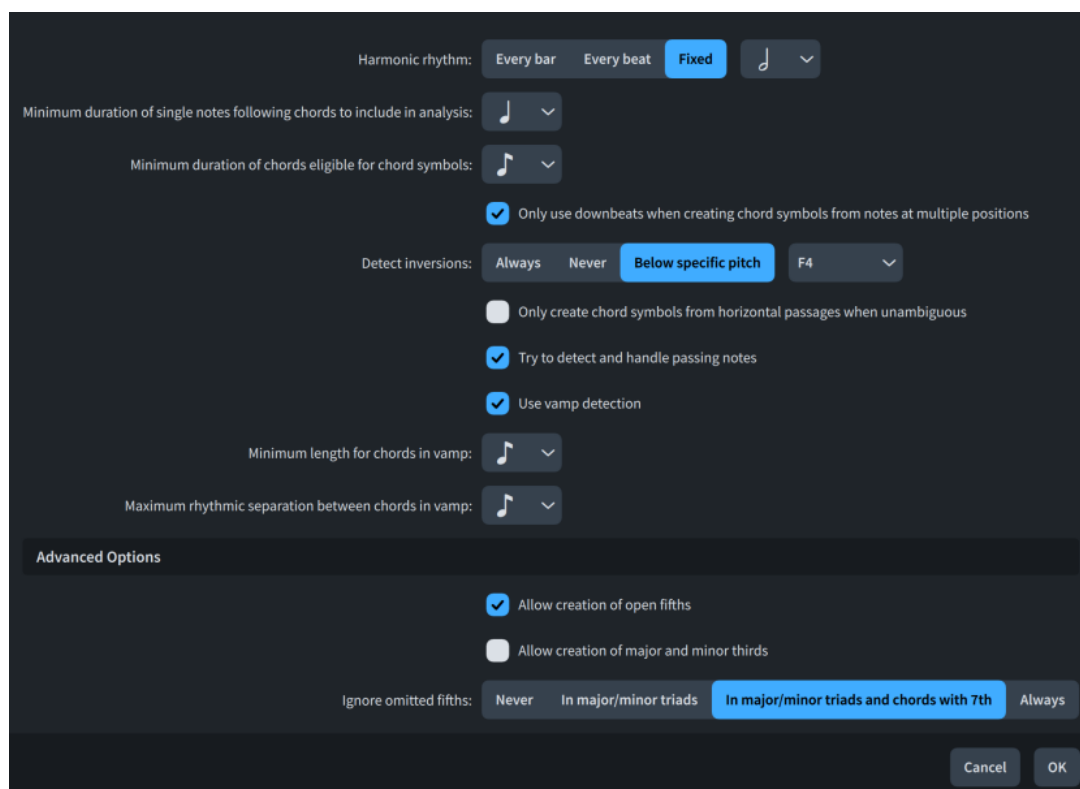 Harmonic rhythm: Every bar Every beat Fixed
Minimum duration of single notes following chords to include in analysis:
Minimum duration of chords eligible for chord symbols:
Only use downbeats when creating chord symbols from notes at multiple positions
Detect inversions: Always Never Below specific pitch F4
Only create chord symbols from horizontal passages when unambiguous
Try to detect and handle passing notes
Use vamp detection
Minimum length for chords in vamp:
Maximum rhythmic separation between chords in vamp:
Advanced Options
Allow creation of open fifths
Allow creation of major and minor thirds
Ignore omitted fifths: Never In major/minor triads In major/minor triads and chords with 7th Always
Cancel OK